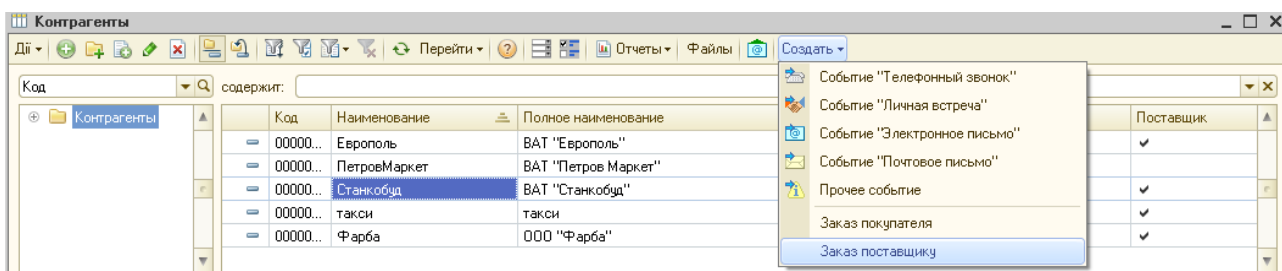 Контрагенты
Дії Перейти Отчеты Файлы Создать
Код содержит:
Контрагенты
Код Наименование Полное наименование Поставщик
00000... Европоль ВАТ "Европоль"
00000... ПетровМаркет ВАТ "Петров Маркет"
00000... Станкобуд ВАТ "Станкобуд"
00000... такси такси
00000... Фарба ООО "Фарба"
Событие "Телефонный звонок"
Событие "Личная встреча"
Событие "Электронное письмо"
Событие "Почтовое письмо"
Прочее событие
Заказ покупателя
Заказ поставщику